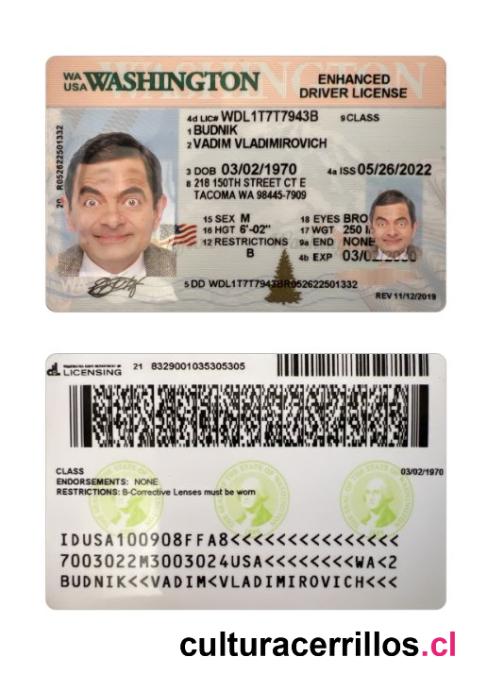 WA WASHINGTON
USA
ENHANCED
DRIVER LICENSE
4d LIC# WDL1T7T7943B 9CLASS
1 BUDNIK
2 VADIM VLADIMIROVICH
3 DOB 03/02/1970 4a ISS 05/26/2022
8 218 150TH STREET CT E
TACOMA WA 98445-7909
20 R052622501332
15 SEX M 18 EYES BRO
16 HGT 6'-02" 17 WGT 250
12 RESTRICTIONS 9a END NONE
B 4b EXP 03/0
WA
5 DD WDL1T7T7943BR052622501332
REV 11/12/2019
LICENSING 21 8329001035305305
CLASS 03/02/1970
ENDORSEMENTS: NONE
RESTRICTIONS: B-Corrective Lenses must be worn
IDUSA100908FFA8<<<<<<<<<<<<<<<
7003022M3003024USA<<<<<<<<WA<2
BUDNIK<<VADIM<VLADIMIROVICH<<<
culturacerrillos.cl